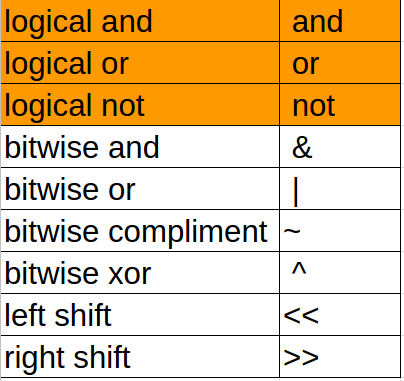 logical and and
logical or or
logical not not
bitwise and &
bitwise or |
bitwise compliment ~
bitwise xor ^
left shift <<
right shift >>